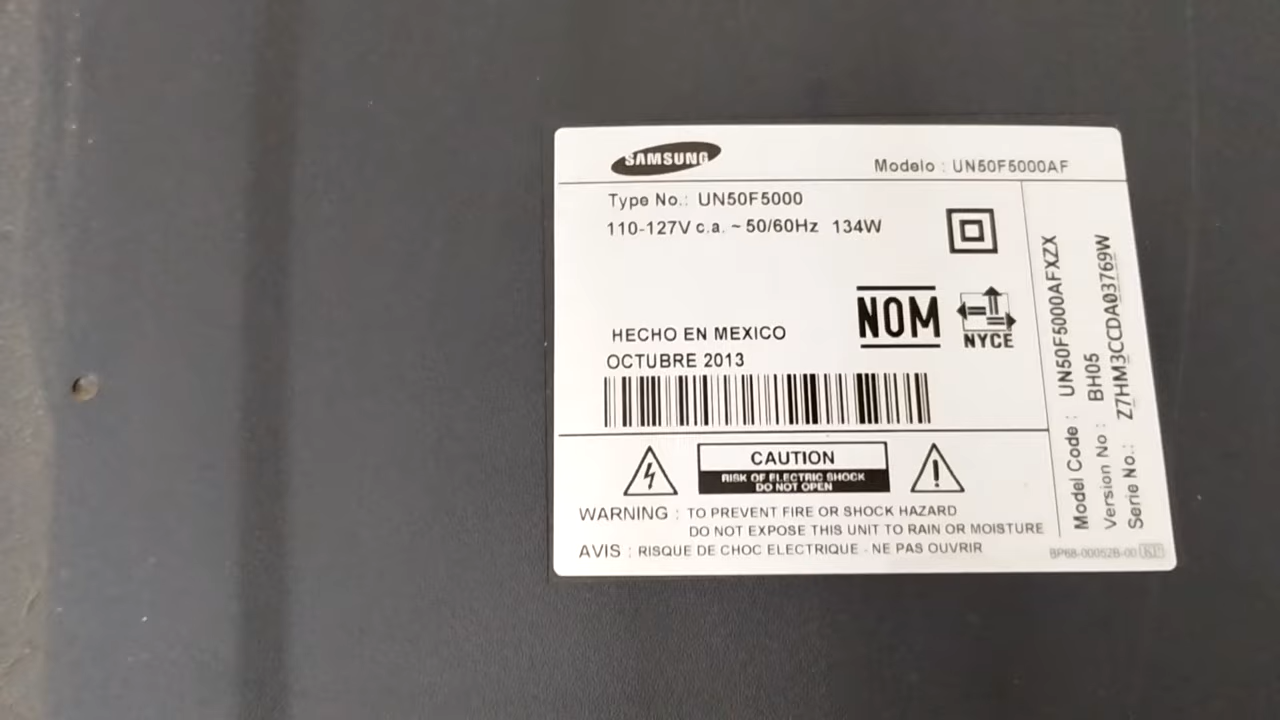 SAMSUNG
Modelo : UN50F5000AF
Type No.: UN50F5000
110-127V c.a. ~ 50/60Hz 134W
NOM
NYCE
HECHO EN MEXICO
OCTUBRE 2013
CAUTION
RISK OF ELECTRIC SHOCK
DO NOT OPEN
WARNING : TO PREVENT FIRE OR SHOCK HAZARD
DO NOT EXPOSE THIS UNIT TO RAIN OR MOISTURE
AVIS : RISQUE DE CHOC ELECTRIQUE - NE PAS OUVRIR
Model Code : UN50F5000AFXZX
Version No : BH05
Serie No.: Z7HM3CCDA03769W
BP68-00052B-00